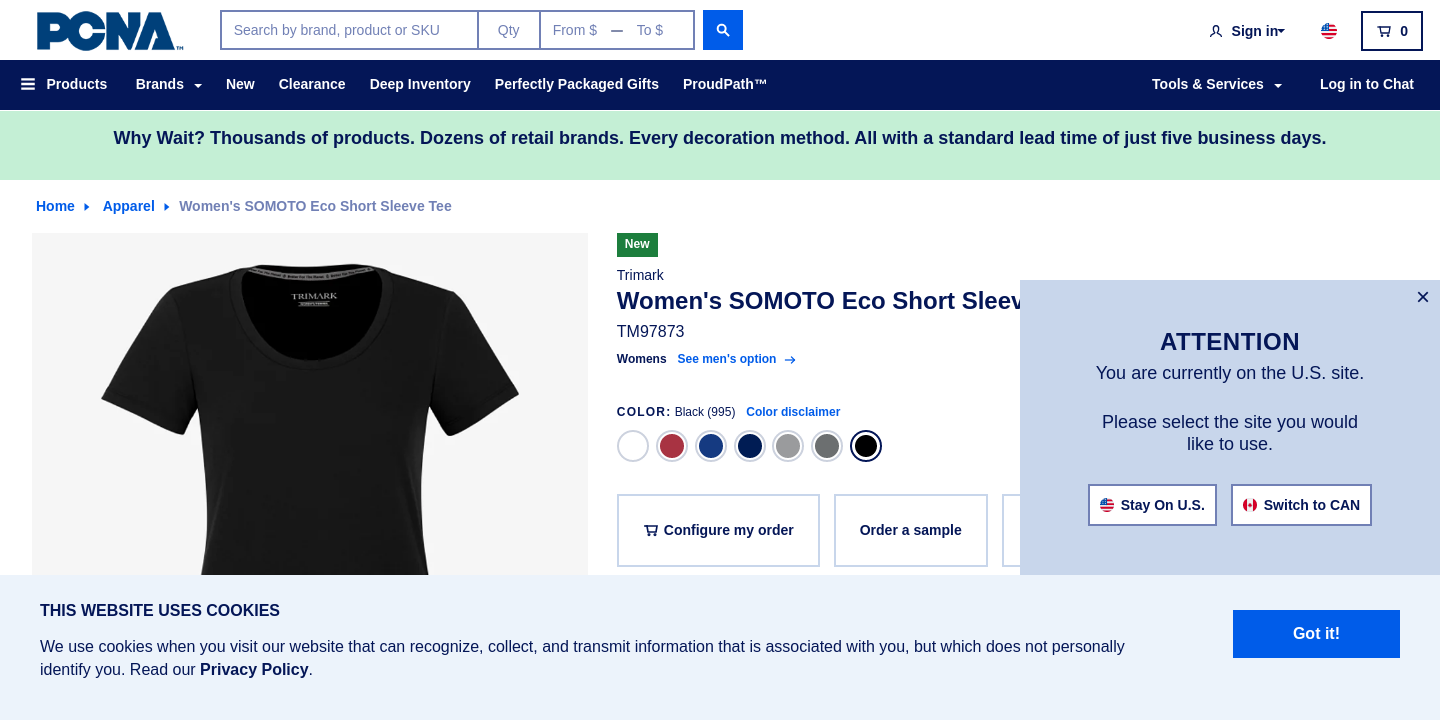 PCNA™
Search by brand, product or SKU
Qty
From $ — To $
Sign in
0
Products
Brands
New
Clearance
Deep Inventory
Perfectly Packaged Gifts
ProudPath™
Tools & Services
Log in to Chat
Why Wait? Thousands of products. Dozens of retail brands. Every decoration method. All with a standard lead time of just five business days.
Home
Apparel
Women's SOMOTO Eco Short Sleeve Tee
TRIMARK
New
Trimark
Women's SOMOTO Eco Short Sleev
TM97873
Womens See men's option
COLOR: Black (995) Color disclaimer
Configure my order
Order a sample
ATTENTION
You are currently on the U.S. site.
Please select the site you would
like to use.
Stay On U.S.
Switch to CAN
THIS WEBSITE USES COOKIES
We use cookies when you visit our website that can recognize, collect, and transmit information that is associated with you, but which does not personally
identify you. Read our Privacy Policy.
Got it!